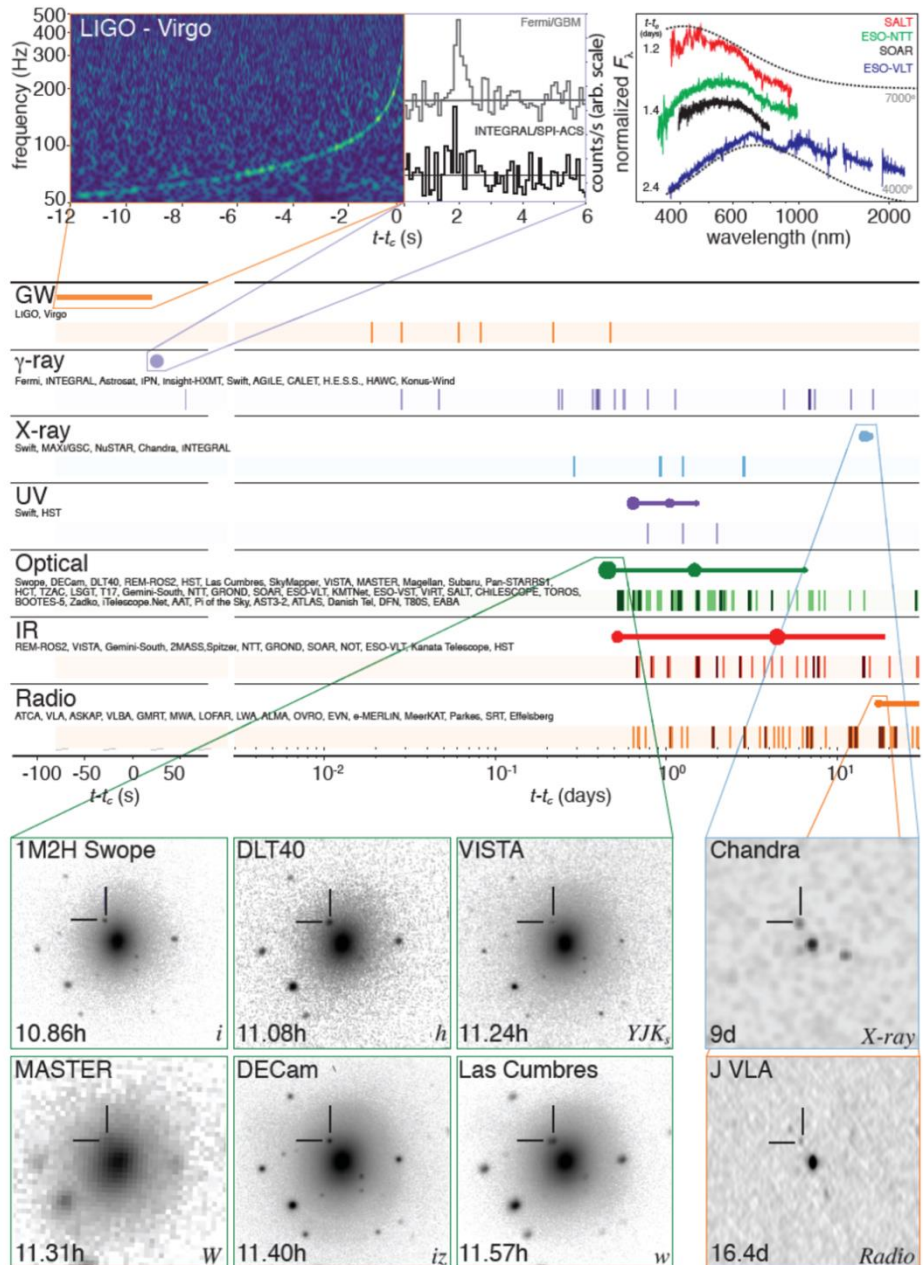 LIGO - Virgo
frequency (Hz)
500
400
300
200
100
50
-12 -10 -8 -6 -4 -2 0
t-tc (s)
Fermi/GBM
INTEGRAL/SPI-ACS
counts/s (arb. scale)
0 2 4 6
normalized Fλ
t-tc
(days)
1.2
1.4
2.4
SALT
ESO-NTT
SOAR
ESO-VLT
7000°
4000°
400 600 1000 2000
wavelength (nm)
GW
LIGO, Virgo
γ-ray
Fermi, INTEGRAL, Astrosat, IPN, Insight-HXMT, Swift, AGILE, CALET, H.E.S.S., HAWC, Konus-Wind
X-ray
Swift, MAXI/GSC, NuSTAR, Chandra, INTEGRAL
UV
Swift, HST
Optical
Swope, DECam, DLT40, REM-ROS2, HST, Las Cumbres, SkyMapper, VISTA, MASTER, Magellan, Subaru, Pan-STARRS1,
HCT, TZAC, LSGT, T17, Gemini-South, NTT, GROND, SOAR, ESO-VLT, KMTNet, ESO-VST, VIRT, SALT, CHILESCOPE, TOROS,
BOOTES-5, Zadko, iTelescope.Net, AAT, Pi of the Sky, AST3-2, ATLAS, Danish Tel, DFN, T80S, EABA
IR
REM-ROS2, VISTA, Gemini-South, 2MASS,Spitzer, NTT, GROND, SOAR, NOT, ESO-VLT, Kanata Telescope, HST
Radio
ATCA, VLA, ASKAP, VLBA, GMRT, MWA, LOFAR, LWA, ALMA, OVRO, EVN, e-MERLIN, MeerKAT, Parkes, SRT, Effelsberg
-100 -50 0 50
t-tc (s)
10⁻² 10⁻¹ 10⁰ 10¹
t-tc (days)
1M2H Swope
10.86h i
DLT40
11.08h h
VISTA
11.24h YJKs
Chandra
9d X-ray
MASTER
11.31h W
DECam
11.40h iz
Las Cumbres
11.57h w
J VLA
16.4d Radio